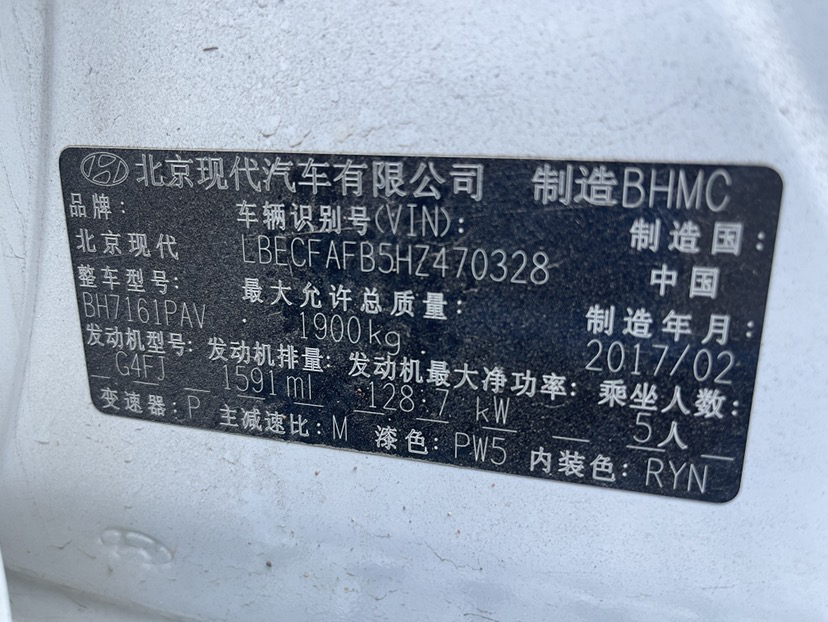 北京现代汽车有限公司 制造BHMC
品牌: 车辆识别号(VIN): 制造国:
北京现代 LBECFAFB5HZ470328 中国
整车型号: 最大允许总质量: 制造年月:
BH7161PAV 1900kg 2017/02
发动机型号: 发动机排量: 发动机最大净功率: 乘坐人数:
G4FJ 1591ml 128.7 kW 5人
变速器: P 主减速比: M 漆色: PW5 内装色: RYN